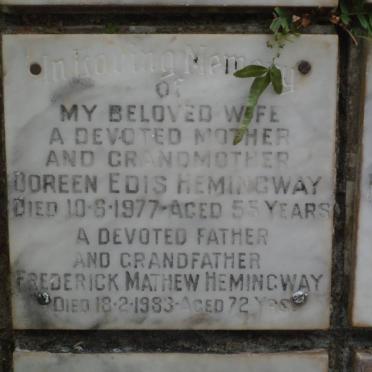 In Loving Memory
OF
MY BELOVED WIFE
A DEVOTED MOTHER
AND GRANDMOTHER
DOREEN EDIS HEMINGWAY
DIED 10-6-1977-AGED 55 YEARS
A DEVOTED FATHER
AND GRANDFATHER
FREDERICK MATHEW HEMINGWAY
DIED 18-2-1983-AGED 72 YRS